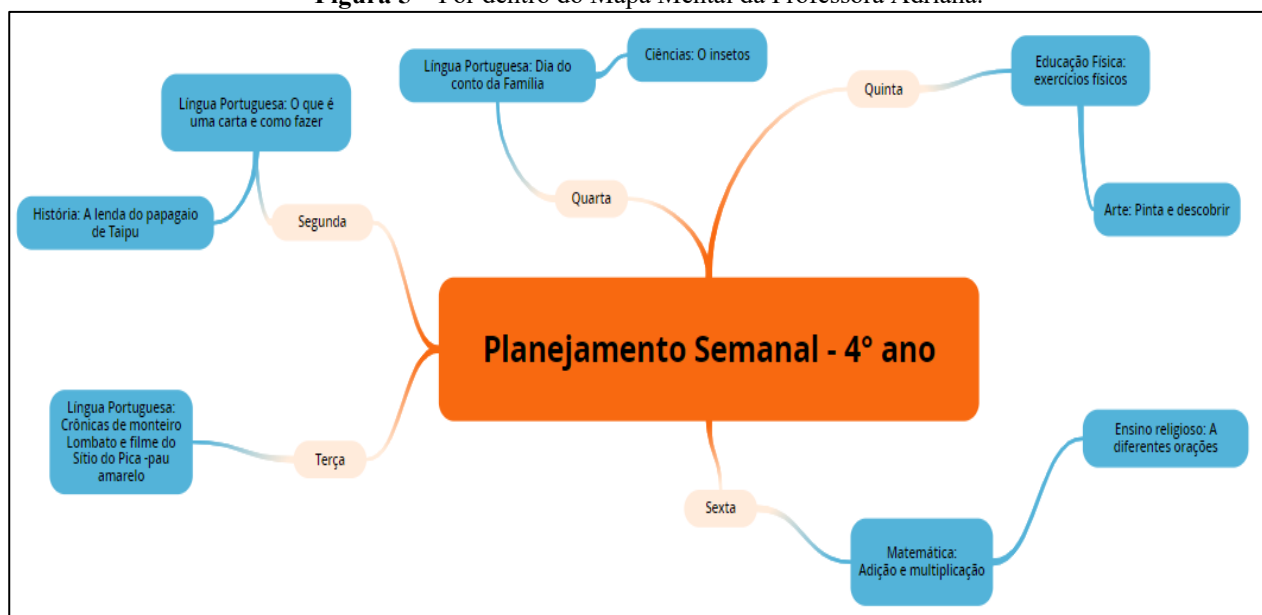 Figura 3 – Por dentro do Mapa Mental da Professora Adriana.
Língua Portuguesa: O que é
uma carta e como fazer
História: A lenda do papagaio
de Taipu
Segunda
Língua Portuguesa: Dia do
conto da Família
Ciências: O insetos
Quarta
Quinta
Educação Física:
exercícios físicos
Arte: Pinta e descobrir
Planejamento Semanal - 4° ano
Língua Portuguesa:
Crônicas de monteiro
Lombato e filme do
Sítio do Pica -pau
amarelo
Terça
Sexta
Matemática:
Adição e multiplicação
Ensino religioso: A
diferentes orações